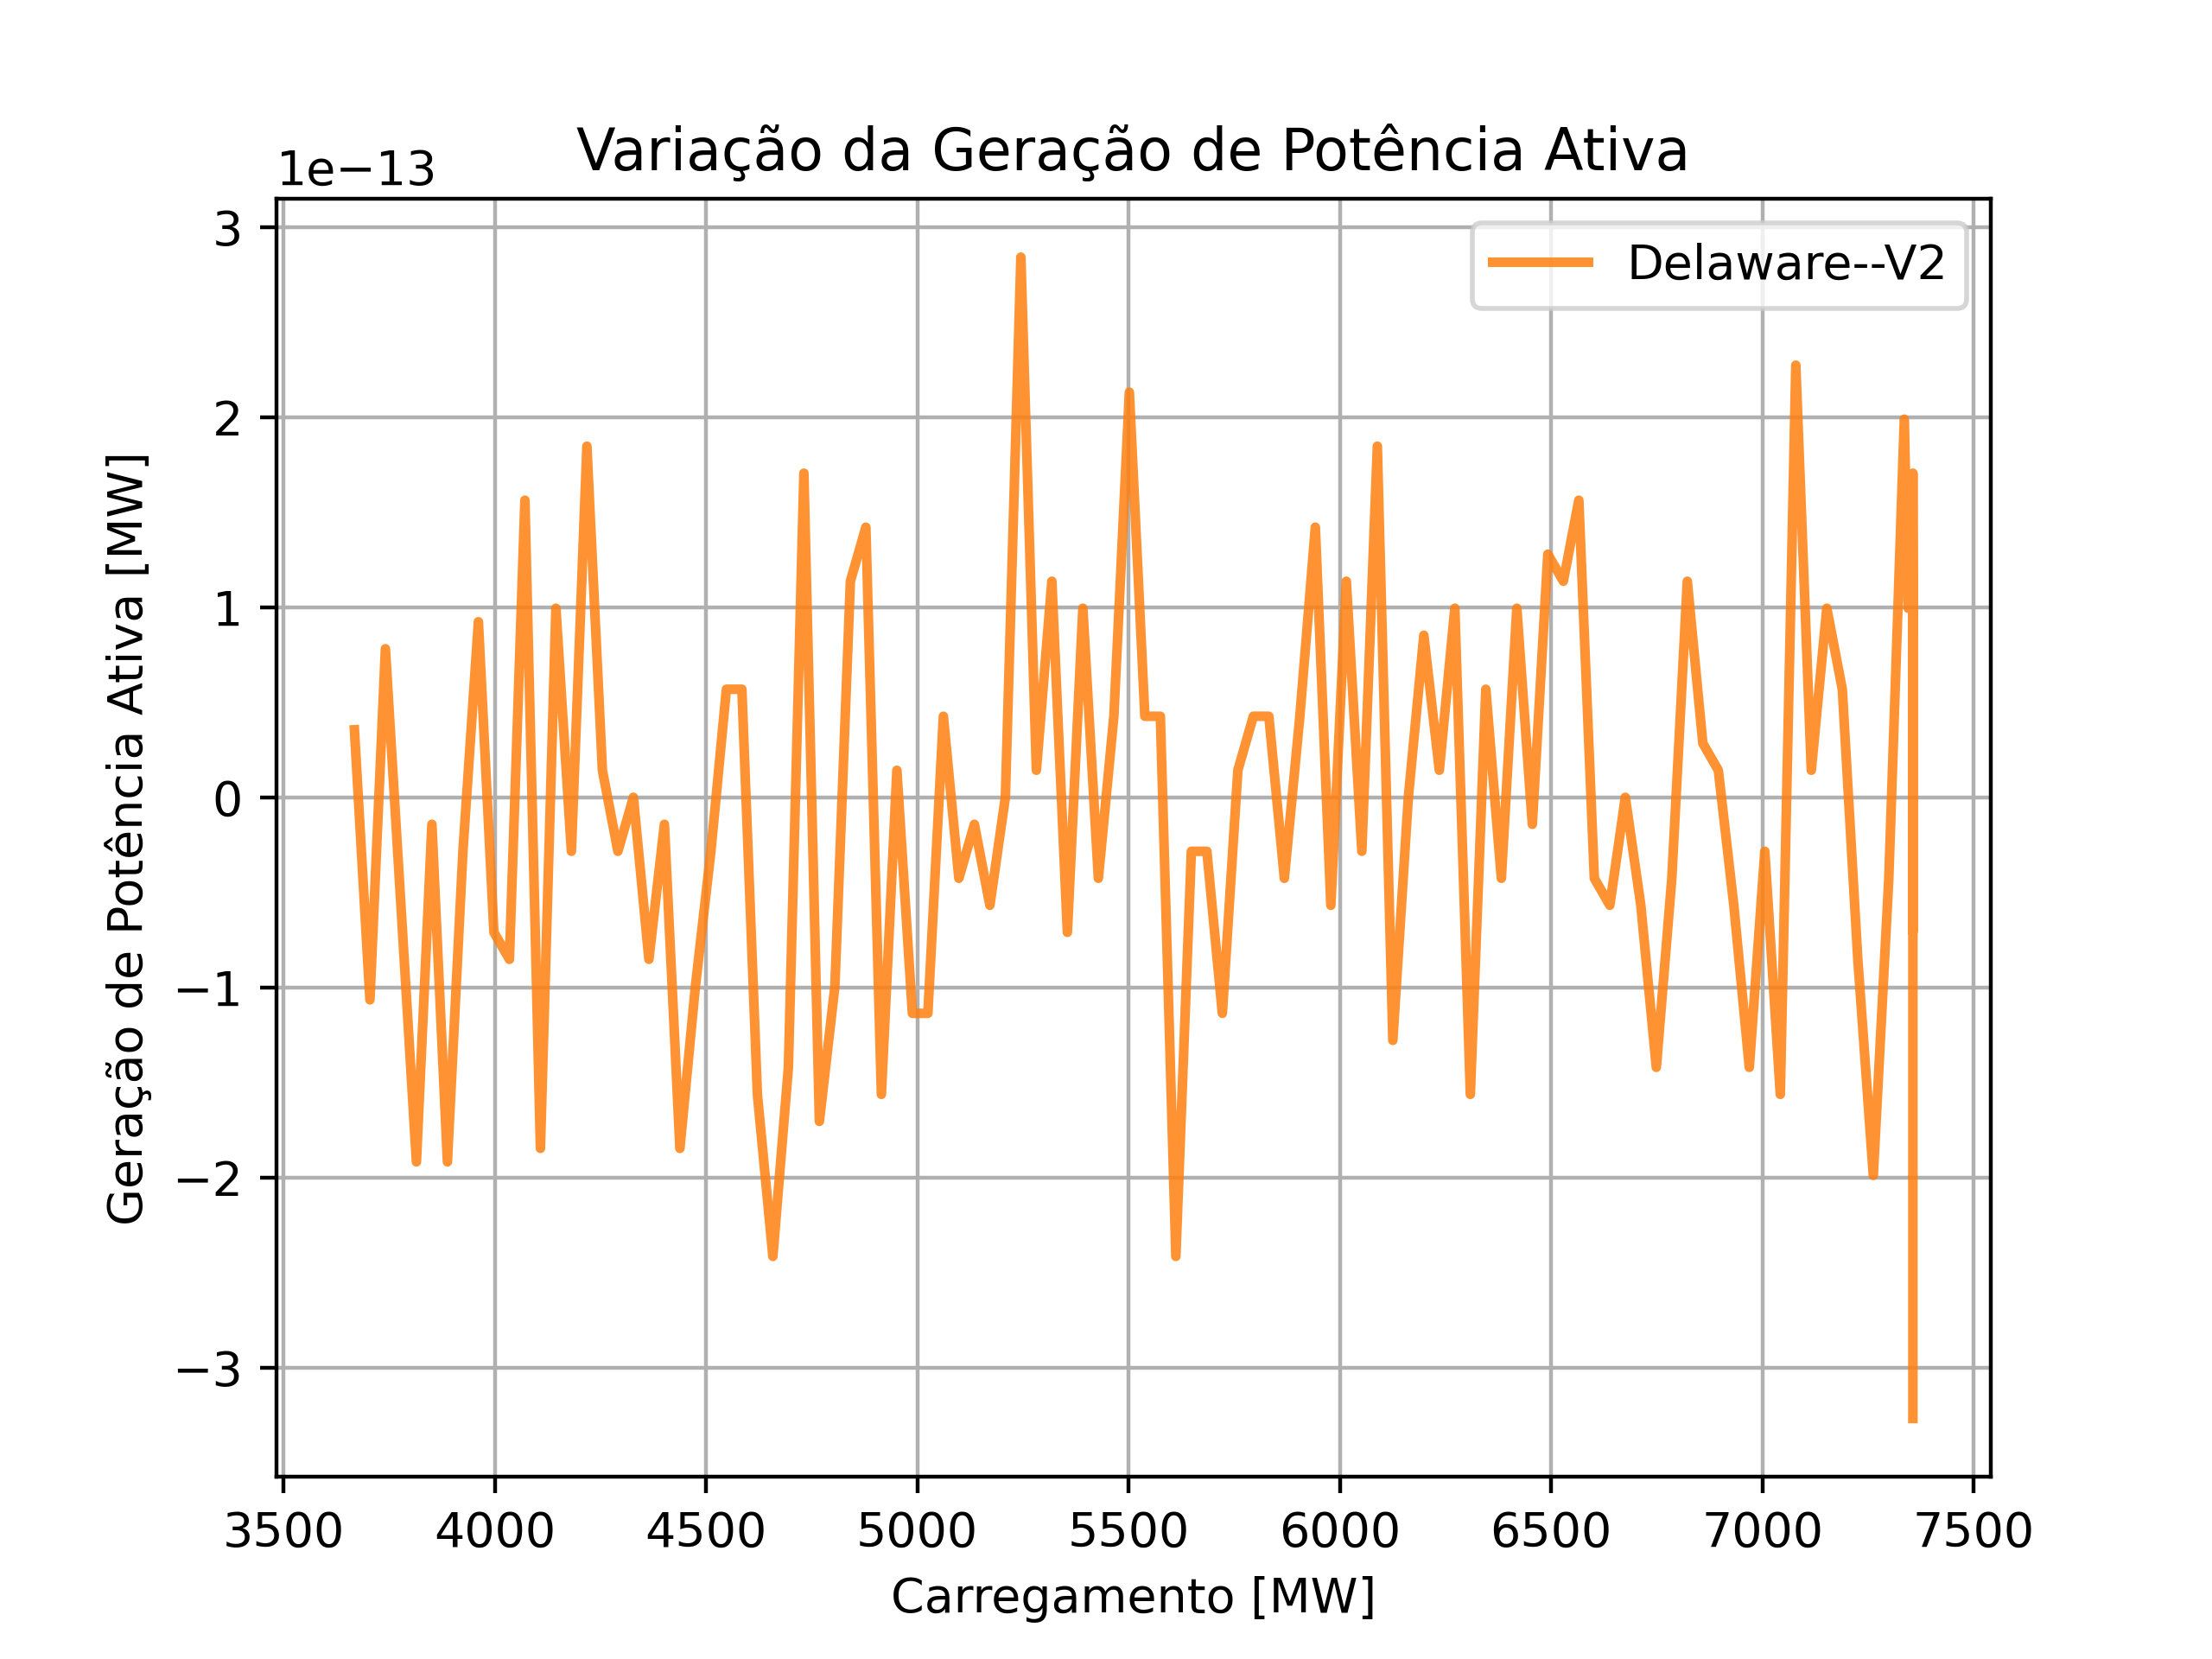 Variação da Geração de Potência Ativa
1e−13
Delaware--V2
Geração de Potência Ativa [MW]
3
2
1
0
−1
−2
−3
3500 4000 4500 5000 5500 6000 6500 7000 7500
Carregamento [MW]